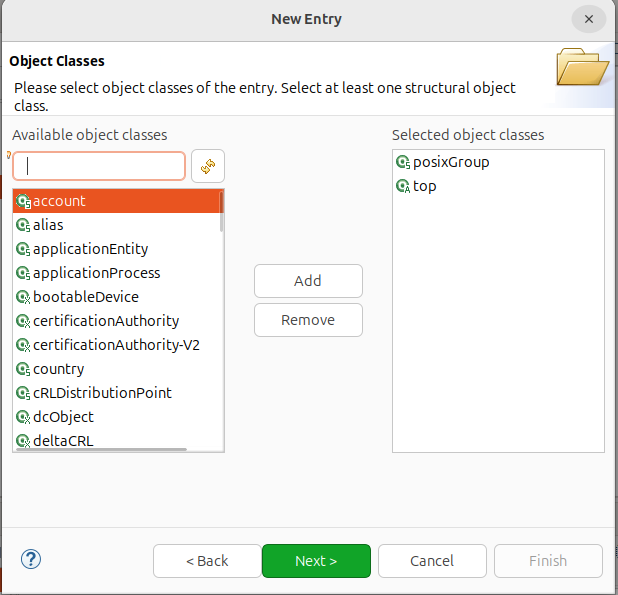 New Entry
Object Classes
Please select object classes of the entry. Select at least one structural object
class.
Available object classes
Selected object classes
account
alias
applicationEntity
applicationProcess
bootableDevice
certificationAuthority
certificationAuthority-V2
country
cRLDistributionPoint
dcObject
deltaCRL
Add
Remove
posixGroup
top
< Back
Next >
Cancel
Finish